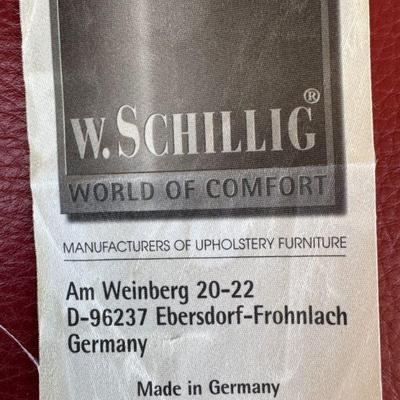 W. SCHILLIG®
WORLD OF COMFORT
MANUFACTURERS OF UPHOLSTERY FURNITURE
Am Weinberg 20-22
D-96237 Ebersdorf-Frohnlach
Germany
Made in Germany